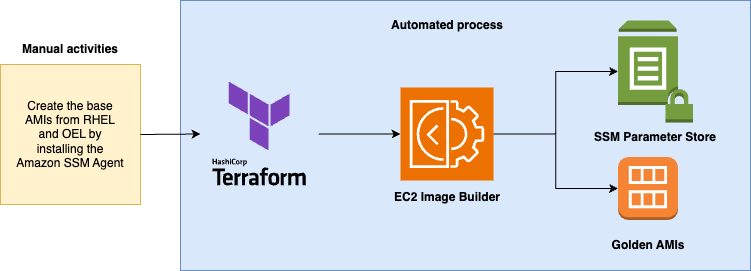 Automated process
Manual activities
Create the base
AMIs from RHEL
and OEL by
installing the
Amazon SSM Agent
HashiCorp
Terraform
EC2 Image Builder
SSM Parameter Store
Golden AMIs